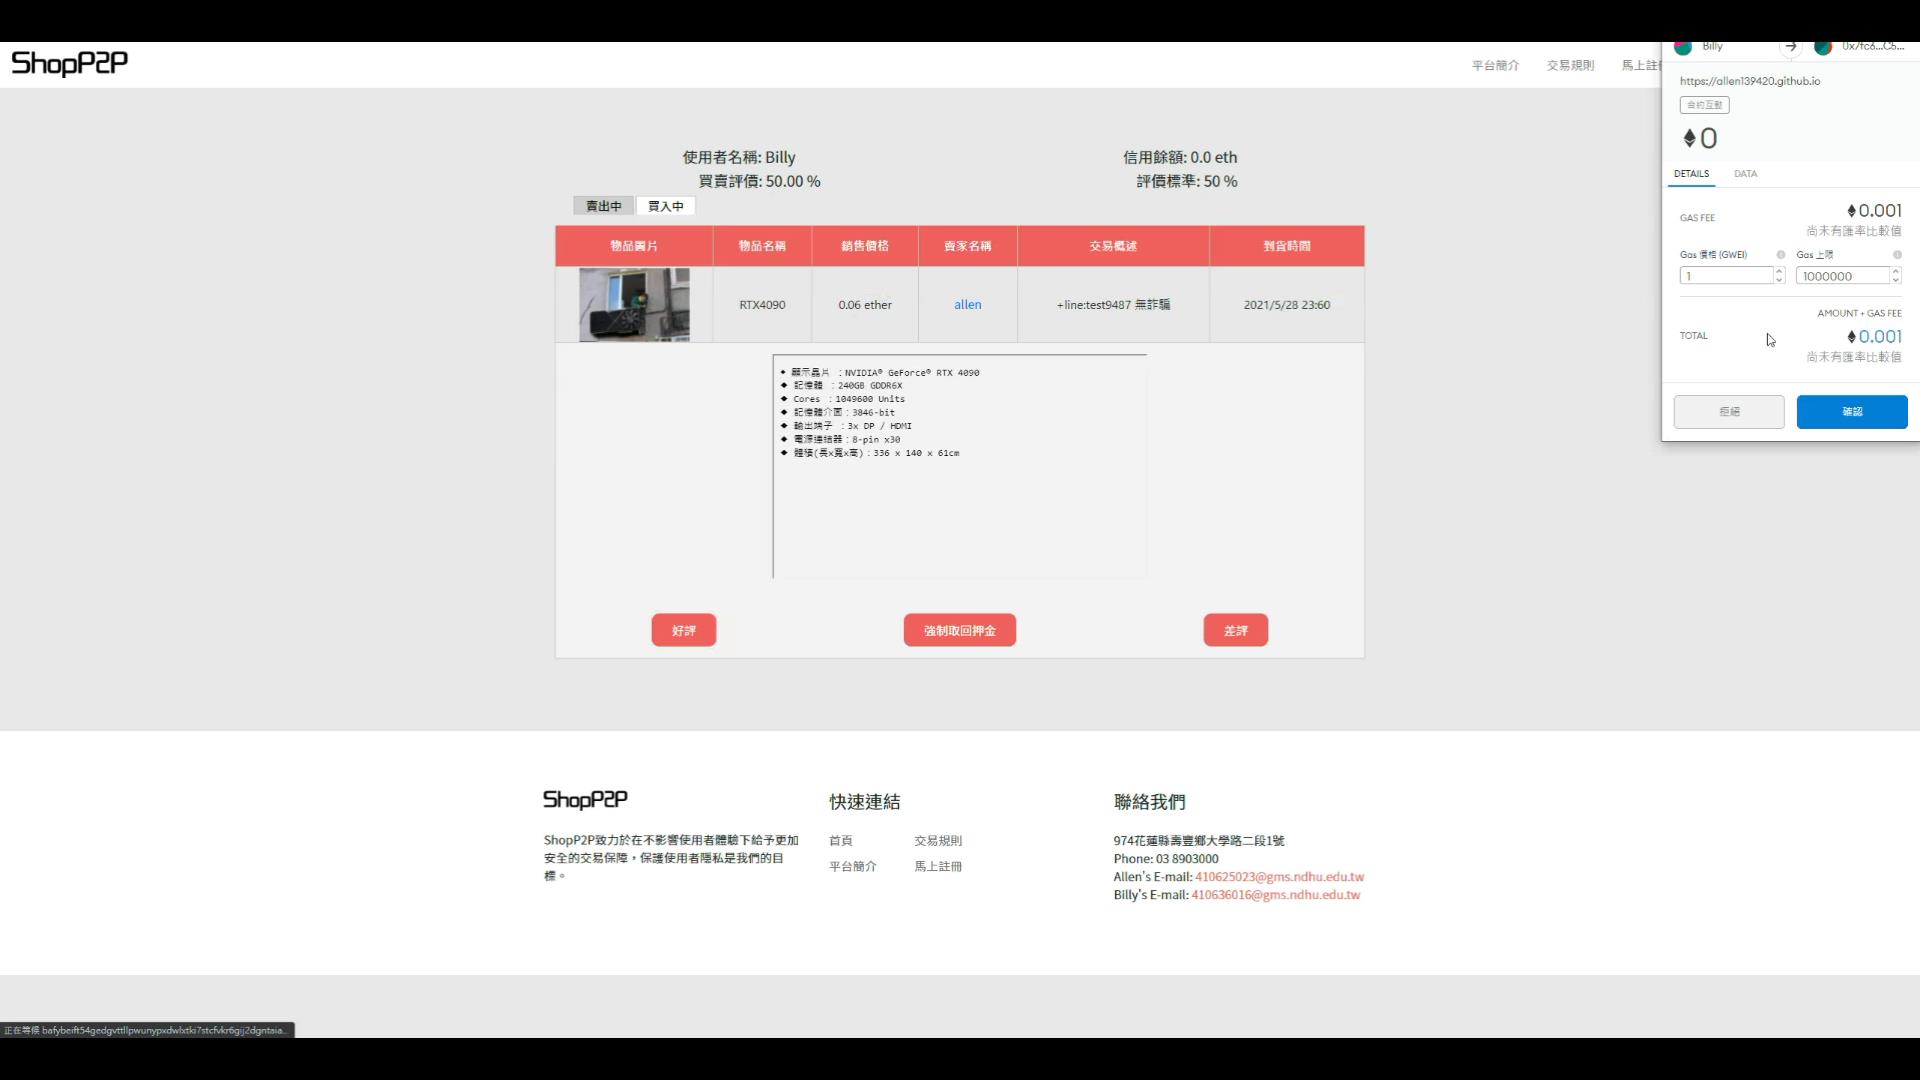 ShopP2P
平台簡介
交易規則
馬上註
Billy
https://allen139420.github.io
合約互動
0
DETAILS
DATA
GAS FEE
0.001
尚未有匯率比較值
Gas 價格 (GWEI)
Gas 上限
1
1000000
AMOUNT + GAS FEE
TOTAL
0.001
尚未有匯率比較值
拒絕
確認
使用者名稱: Billy
信用餘額: 0.0 eth
買賣評價: 50.00 %
評價標準: 50 %
賣出中
買入中
物品圖片
物品名稱
銷售價格
賣家名稱
交易概述
到貨時間
RTX4090
0.06 ether
allen
+line:test9487 無詐騙
2021/5/28 23:60
◆ 顯示晶片 :NVIDIA® GeForce® RTX 4090
◆ 記憶體 :240GB GDDR6X
◆ Cores :1049600 Units
◆ 記憶體介面:3846-bit
◆ 輸出端子 :3x DP / HDMI
◆ 電源連結器:8-pin x30
◆ 體積(長x寬x高):336 x 140 x 61cm
好評
強制取回押金
差評
ShopP2P
ShopP2P致力於在不影響使用者體驗下給予更加
安全的交易保障，保護使用者隱私是我們的目
標。
快速連結
首頁
交易規則
平台簡介
馬上註冊
聯絡我們
974花蓮縣壽豐鄉大學路二段1號
Phone: 03 8903000
Allen's E-mail: 410625023@gms.ndhu.edu.tw
Billy's E-mail: 410636016@gms.ndhu.edu.tw
正在等候